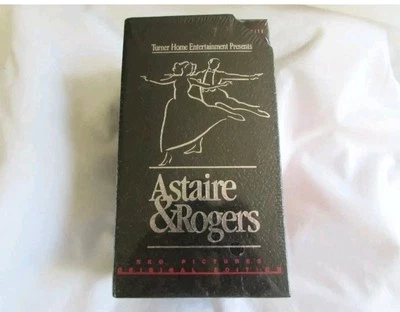 Turner Home Entertainment Presents
Astaire
&Rogers
RKO PICTURES
ORIGINAL EDITION